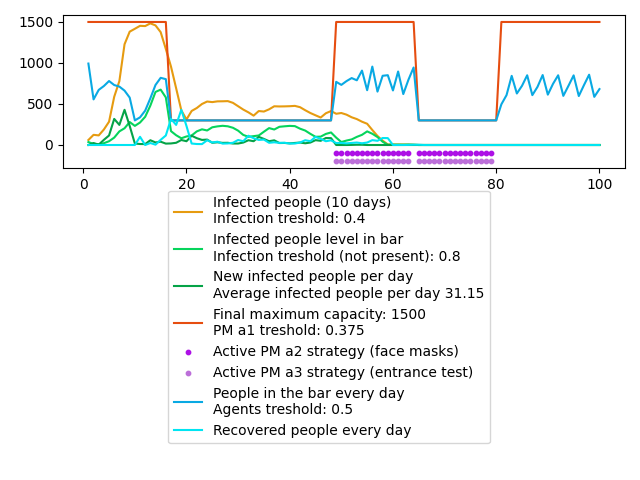 1500
1000
500
0
0
20
40
60
80
100
Infected people (10 days)
Infection treshold: 0.4
Infected people level in bar
Infection treshold (not present): 0.8
New infected people per day
Average infected people per day 31.15
Final maximum capacity: 1500
PM a1 treshold: 0.375
Active PM a2 strategy (face masks)
Active PM a3 strategy (entrance test)
People in the bar every day
Agents treshold: 0.5
Recovered people every day